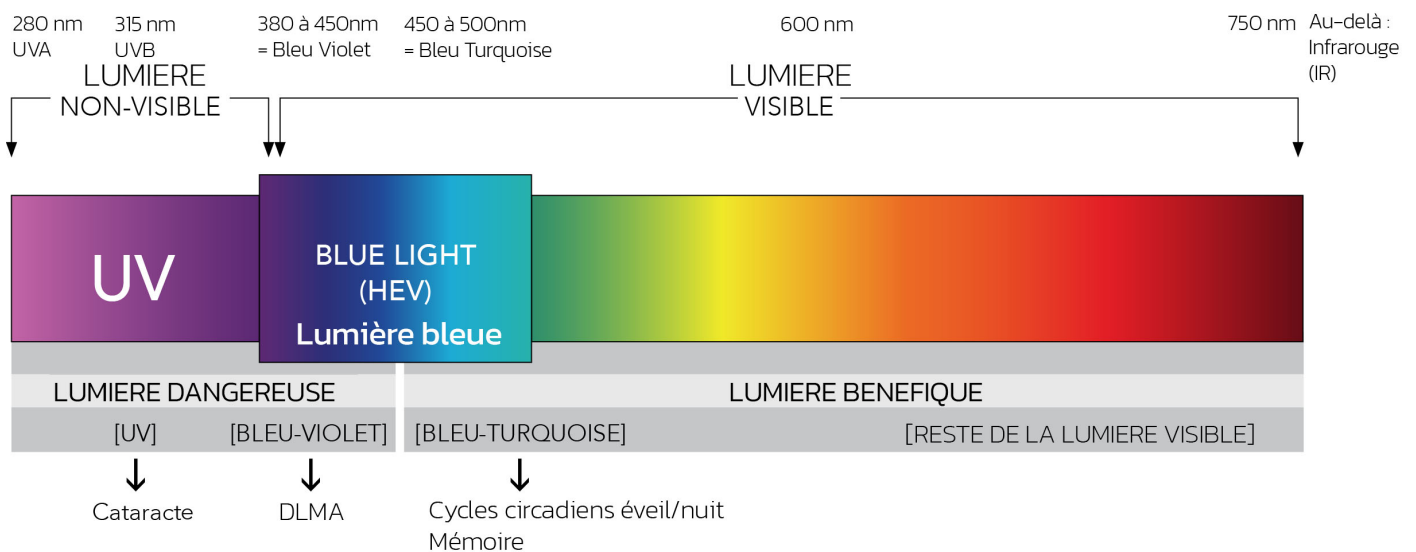 280 nm
UVA
315 nm
UVB
380 à 450nm
= Bleu Violet
450 à 500nm
= Bleu Turquoise
600 nm
750 nm
Au-delà :
Infrarouge
(IR)
LUMIERE
NON-VISIBLE
LUMIERE
VISIBLE
UV
BLUE LIGHT
(HEV)
Lumière bleue
LUMIERE DANGEREUSE
LUMIERE BENEFIQUE
[UV]
[BLEU-VIOLET]
[BLEU-TURQUOISE]
[RESTE DE LA LUMIERE VISIBLE]
Cataracte
DLMA
Cycles circadiens éveil/nuit
Mémoire